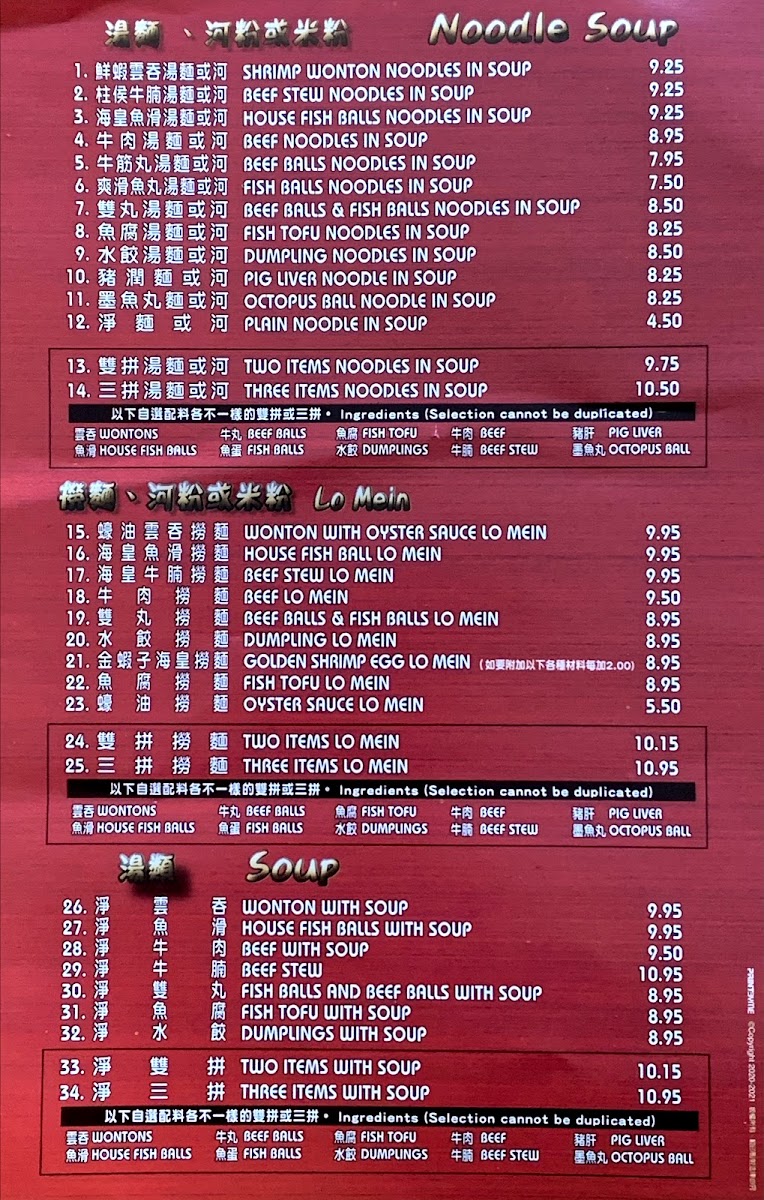 湯麵、河粉或米粉 Noodle Soup
1. 鮮蝦雲吞湯麵或河 SHRIMP WONTON NOODLES IN SOUP 9.25
2. 柱侯牛腩湯麵或河 BEEF STEW NOODLES IN SOUP 9.25
3. 海皇魚滑湯麵或河 HOUSE FISH BALLS NOODLES IN SOUP 9.25
4. 牛肉湯麵或河 BEEF NOODLES IN SOUP 8.95
5. 牛筋丸湯麵或河 BEEF BALLS NOODLES IN SOUP 7.95
6. 爽滑魚丸湯麵或河 FISH BALLS NOODLES IN SOUP 7.50
7. 雙丸湯麵或河 BEEF BALLS & FISH BALLS NOODLES IN SOUP 8.50
8. 魚腐湯麵或河 FISH TOFU NOODLES IN SOUP 8.25
9. 水餃湯麵或河 DUMPLING NOODLES IN SOUP 8.50
10. 豬潤麵或河 PIG LIVER NOODLE IN SOUP 8.25
11. 墨魚丸麵或河 OCTOPUS BALL NOODLE IN SOUP 8.25
12. 淨麵或河 PLAIN NOODLE IN SOUP 4.50
13. 雙拼湯麵或河 TWO ITEMS NOODLES IN SOUP 9.75
14. 三拼湯麵或河 THREE ITEMS NOODLES IN SOUP 10.50
以下自選配料各不一樣的雙拼或三拼。 Ingredients (Selection cannot be duplicated)
雲吞 WONTONS 牛丸 BEEF BALLS 魚腐 FISH TOFU 牛肉 BEEF 豬肝 PIG LIVER
魚滑 HOUSE FISH BALLS 魚蛋 FISH BALLS 水餃 DUMPLINGS 牛腩 BEEF STEW 墨魚丸 OCTOPUS BALL
撈麵、河粉或米粉 Lo Mein
15. 蠔油雲吞撈麵 WONTON WITH OYSTER SAUCE LO MEIN 9.95
16. 海皇魚滑撈麵 HOUSE FISH BALL LO MEIN 9.95
17. 海皇牛腩撈麵 BEEF STEW LO MEIN 9.95
18. 牛肉撈麵 BEEF LO MEIN 9.50
19. 雙丸撈麵 BEEF BALLS & FISH BALLS LO MEIN 8.95
20. 水餃撈麵 DUMPLING LO MEIN 8.95
21. 金蝦子海皇撈麵 GOLDEN SHRIMP EGG LO MEIN (如要附加以下各種材料每加2.00) 8.95
22. 魚腐撈麵 FISH TOFU LO MEIN 8.95
23. 蠔油撈麵 OYSTER SAUCE LO MEIN 5.50
24. 雙拼撈麵 TWO ITEMS LO MEIN 10.15
25. 三拼撈麵 THREE ITEMS LO MEIN 10.95
以下自選配料各不一樣的雙拼或三拼。 Ingredients (Selection cannot be duplicated)
雲吞 WONTONS 牛丸 BEEF BALLS 魚腐 FISH TOFU 牛肉 BEEF 豬肝 PIG LIVER
魚滑 HOUSE FISH BALLS 魚蛋 FISH BALLS 水餃 DUMPLINGS 牛腩 BEEF STEW 墨魚丸 OCTOPUS BALL
湯類 Soup
26. 淨雲吞 WONTON WITH SOUP 9.95
27. 淨魚滑 HOUSE FISH BALLS WITH SOUP 9.95
28. 淨牛肉 BEEF WITH SOUP 9.50
29. 淨牛腩 BEEF STEW 10.95
30. 淨雙丸 FISH BALLS AND BEEF BALLS WITH SOUP 8.95
31. 淨魚腐 FISH TOFU WITH SOUP 8.95
32. 淨水餃 DUMPLINGS WITH SOUP 8.95
33. 淨雙拼 TWO ITEMS WITH SOUP 10.15
34. 淨三拼 THREE ITEMS WITH SOUP 10.95
以下自選配料各不一樣的雙拼或三拼。 Ingredients (Selection cannot be duplicated)
雲吞 WONTONS 牛丸 BEEF BALLS 魚腐 FISH TOFU 牛肉 BEEF 豬肝 PIG LIVER
魚滑 HOUSE FISH BALLS 魚蛋 FISH BALLS 水餃 DUMPLINGS 牛腩 BEEF STEW 墨魚丸 OCTOPUS BALL
©Copyright 2020-2021